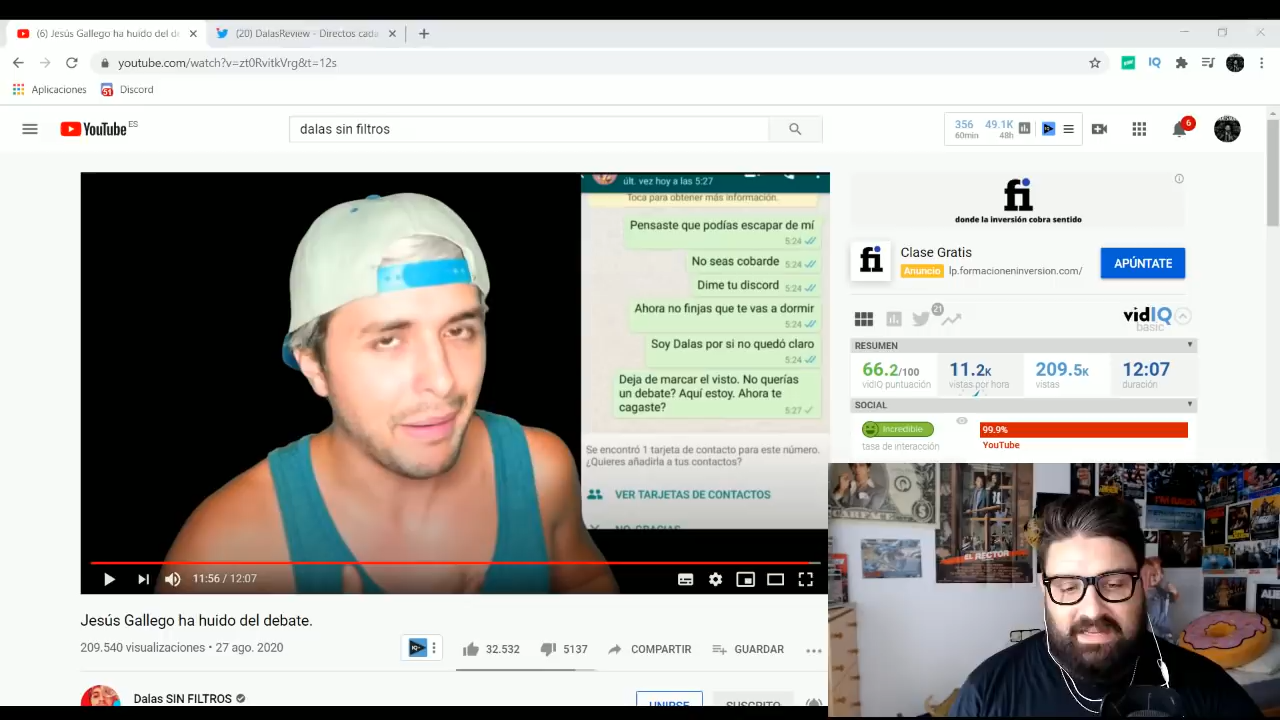 (6) Jesús Gallego ha huido del de
(20) DalasReview - Directos cada
youtube.com/watch?v=zt0RvitkVrg&t=12s
IQ
Aplicaciones
Discord
YouTube ES
dalas sin filtros
356 60min
49.1K 48h
6
últ. vez hoy a las 5:27
Toca para obtener más información.
Pensaste que podías escapar de mí
5:24
No seas cobarde 5:24
Dime tu discord 5:24
Ahora no finjas que te vas a dormir
5:24
Soy Dalas por si no quedó claro
5:24
Deja de marcar el visto. No querías
un debate? Aquí estoy. Ahora te
cagaste?
5:27
Se encontró 1 tarjeta de contacto para este número.
¿Quieres añadirla a tus contactos?
VER TARJETAS DE CONTACTOS
NO, GRACIAS
11:56 / 12:07
fi
donde la inversión cobra sentido
fi
Clase Gratis
Anuncio lp.formacioneninversion.com/
APÚNTATE
21
vidIQ
basic
RESUMEN
66.2/100
vidIQ puntuación
11.2K
vistas por hora
209.5K
vistas
12:07
duración
SOCIAL
Incredible
tasa de interacción
99.9%
YouTube
SCARFACE
EL RECTOR
Jesús Gallego ha huido del debate.
209.540 visualizaciones • 27 ago. 2020
32.532
5137
COMPARTIR
GUARDAR
Dalas SIN FILTROS
UNIRSE
SUSCRITO